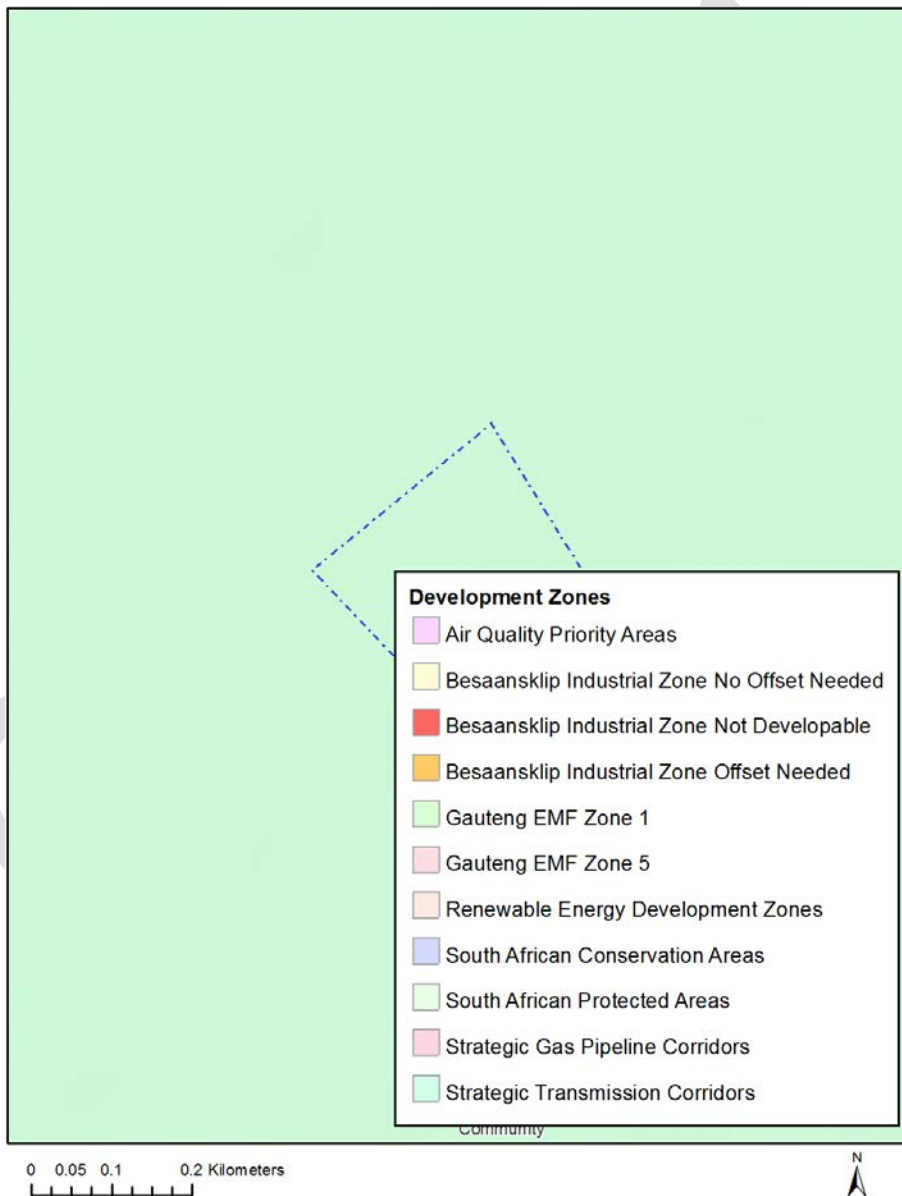 Development Zones
Air Quality Priority Areas
Besaansklip Industrial Zone No Offset Needed
Besaansklip Industrial Zone Not Developable
Besaansklip Industrial Zone Offset Needed
Gauteng EMF Zone 1
Gauteng EMF Zone 5
Renewable Energy Development Zones
South African Conservation Areas
South African Protected Areas
Strategic Gas Pipeline Corridors
Strategic Transmission Corridors
Community
0 0.05 0.1 0.2 Kilometers
N